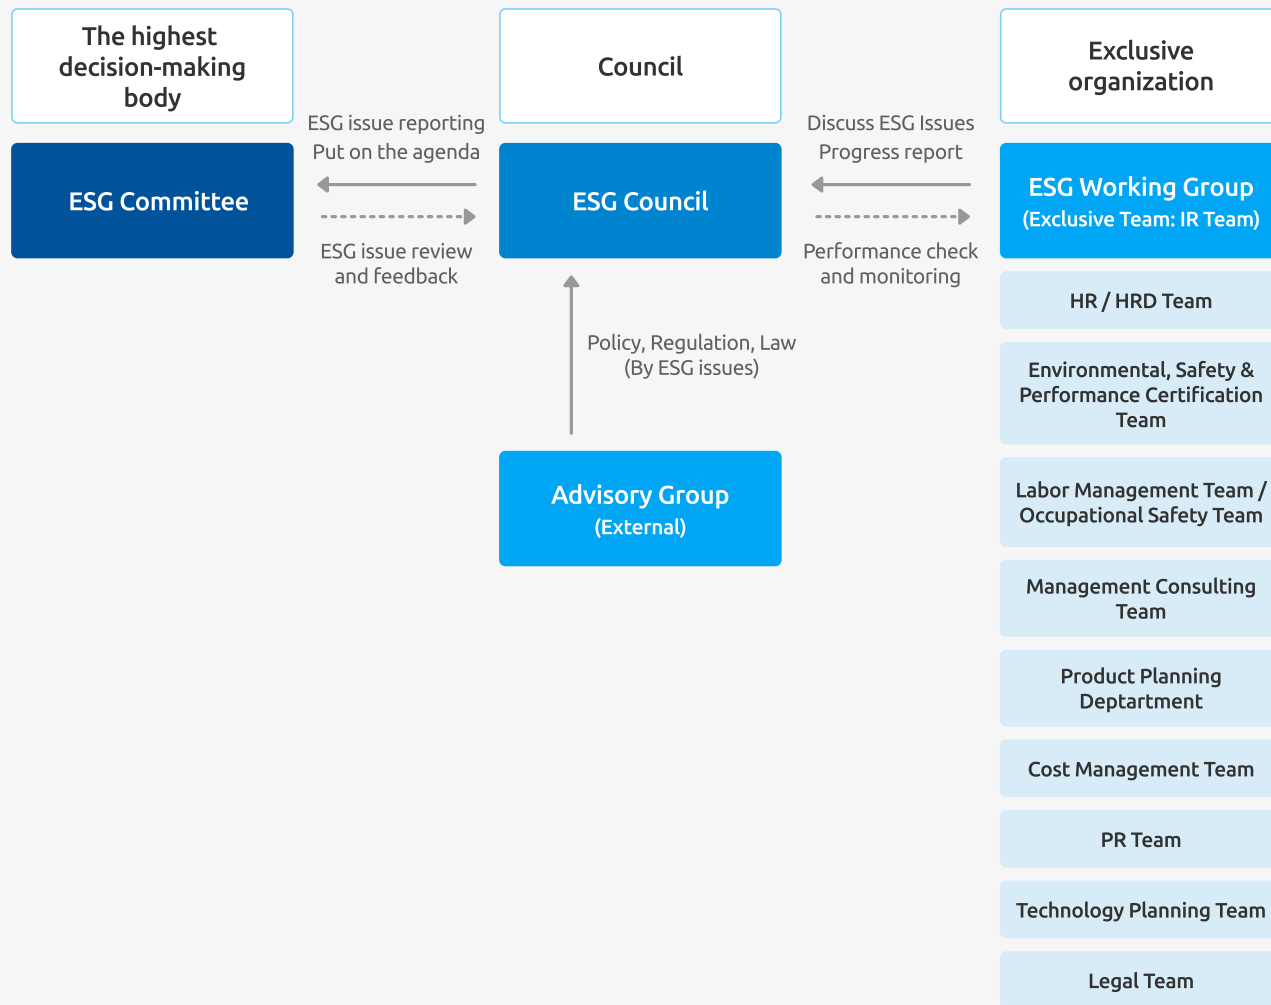 The highest
decision-making
body
Council
Exclusive
organization
ESG issue reporting
Put on the agenda
Discuss ESG Issues
Progress report
ESG Committee
ESG Council
ESG Working Group
(Exclusive Team: IR Team)
ESG issue review
and feedback
Performance check
and monitoring
HR / HRD Team
Policy, Regulation, Law
(By ESG issues)
Environmental, Safety &
Performance Certification
Team
Advisory Group
(External)
Labor Management Team /
Occupational Safety Team
Management Consulting
Team
Product Planning
Deptartment
Cost Management Team
PR Team
Technology Planning Team
Legal Team